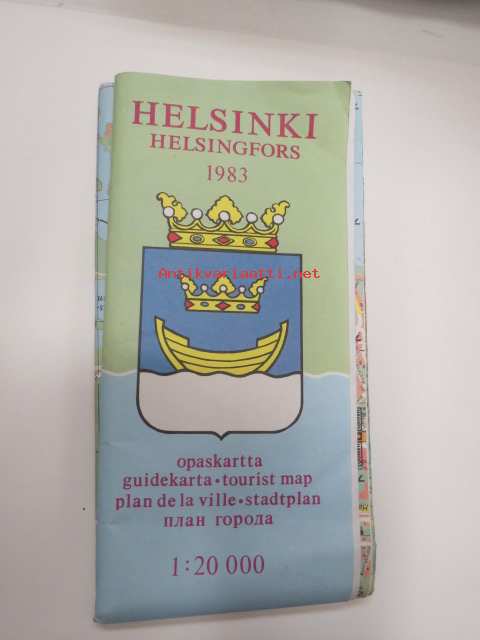 HELSINKI
HELSINGFORS
1983
Antikvariaatti.net
opaskartta
guidekarta•tourist map
plan de la ville•stadtplan
план города
1:20 000